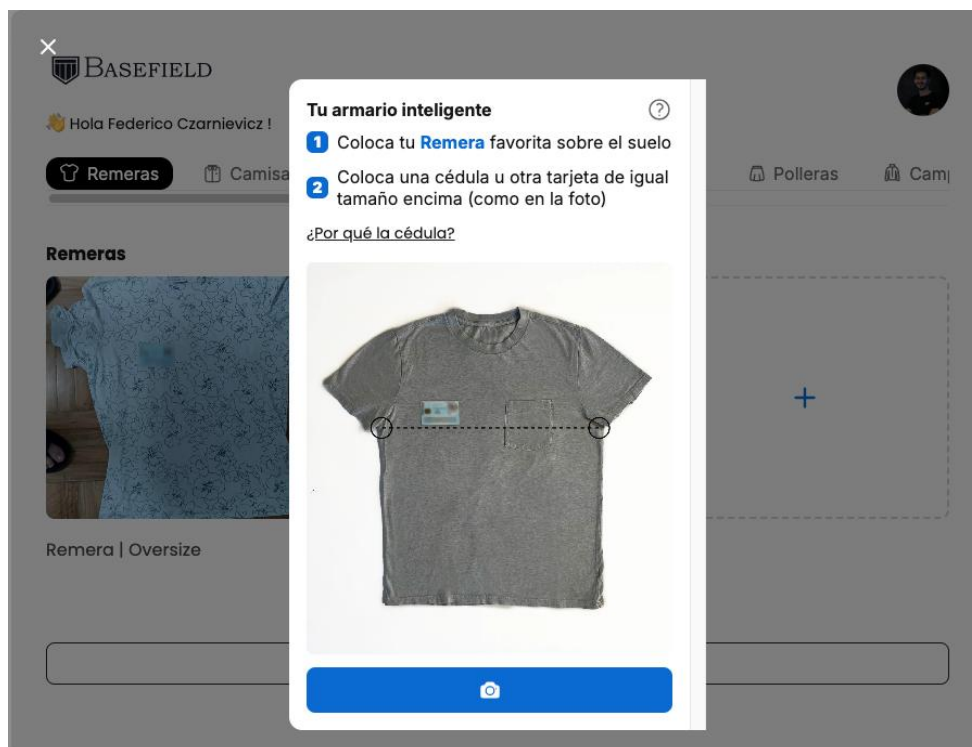 BASEFIELD
👋 Hola Federico Czarnievicz !
Remeras
Camisa
Polleras
Cam
Remeras
Remera | Oversize
Tu armario inteligente
?
1 Coloca tu Remera favorita sobre el suelo
2 Coloca una cédula u otra tarjeta de igual
tamaño encima (como en la foto)
¿Por qué la cédula?